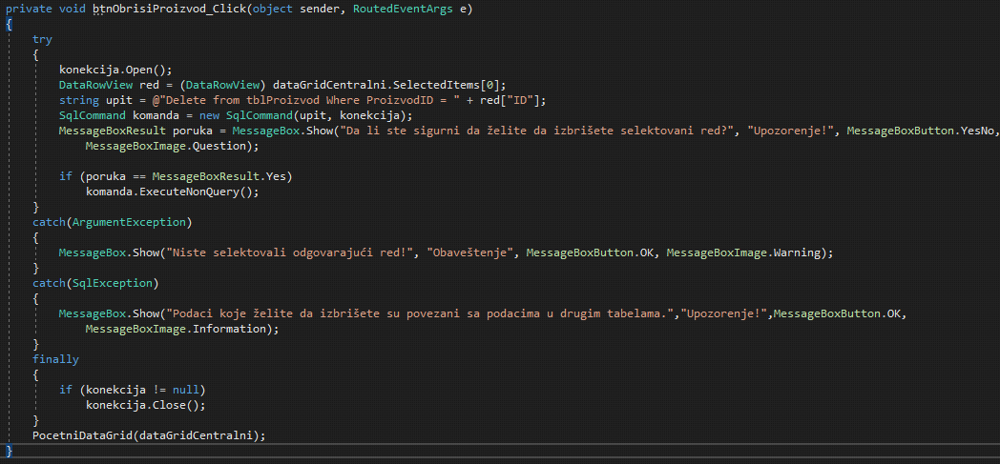 private void btnObrisiProizvod_Click(object sender, RoutedEventArgs e)
{
    try
    {
        konekcija.Open();
        DataRowView red = (DataRowView) dataGridCentralni.SelectedItems[0];
        string upit = @"Delete from tblProizvod Where ProizvodID = " + red["ID"];
        SqlCommand komanda = new SqlCommand(upit, konekcija);
        MessageBoxResult poruka = MessageBox.Show("Da li ste sigurni da želite da izbrišete selektovani red?", "Upozorenje!", MessageBoxButton.YesNo,
            MessageBoxImage.Question);

        if (poruka == MessageBoxResult.Yes)
            komanda.ExecuteNonQuery();
    }
    catch(ArgumentException)
    {
        MessageBox.Show("Niste selektovali odgovarajući red!", "Obaveštenje", MessageBoxButton.OK, MessageBoxImage.Warning);
    }
    catch(SqlException)
    {
        MessageBox.Show("Podaci koje želite da izbrišete su povezani sa podacima u drugim tabelama.","Upozorenje!",MessageBoxButton.OK,
            MessageBoxImage.Information);
    }
    finally
    {
        if (konekcija != null)
            konekcija.Close();
    }
    PocetniDataGrid(dataGridCentralni);
}